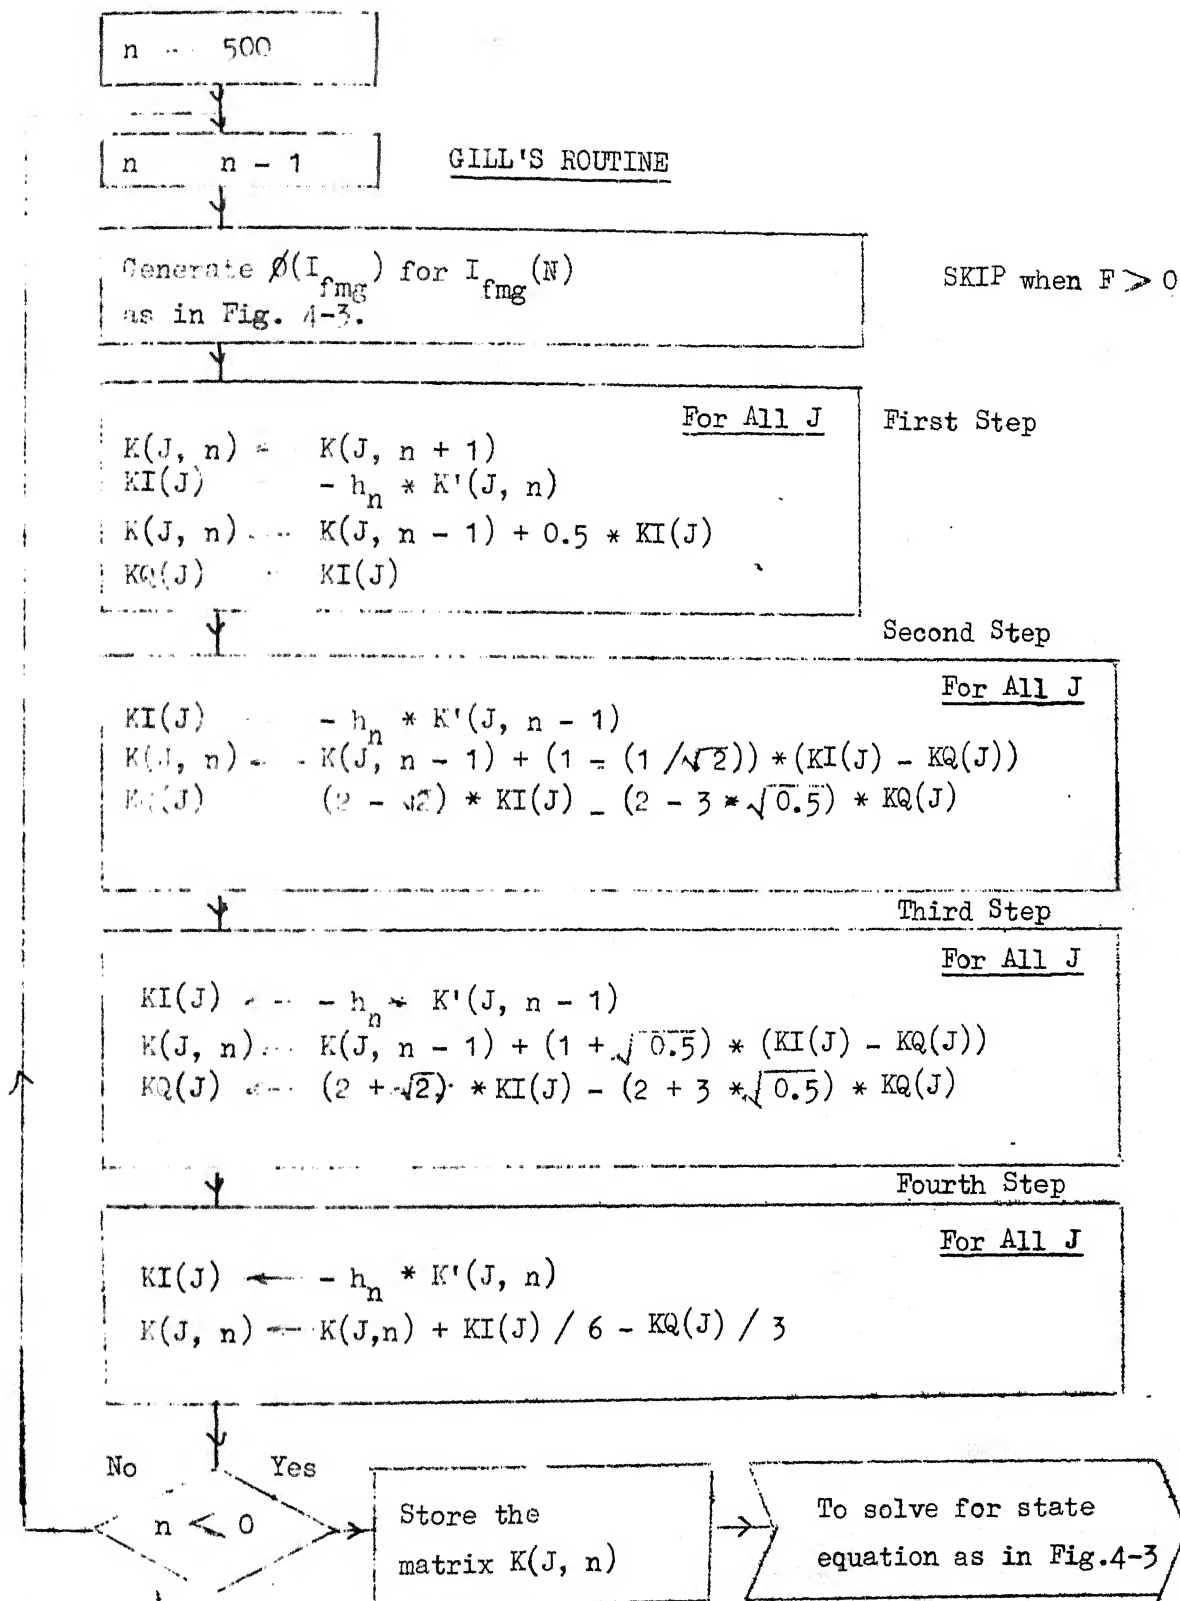 n 500
n n - 1
GILL'S ROUTINE
Generate Ø(I_fmg) for I_fmg(N)
as in Fig. 4-3.
SKIP when F > 0
For All J
First Step
K(J, n) ← K(J, n + 1)
KI(J) - h_n * K'(J, n)
K(J, n) ← K(J, n - 1) + 0.5 * KI(J)
KQ(J) KI(J)
Second Step
For All J
KI(J) - h_n * K'(J, n - 1)
K(J, n) ← K(J, n - 1) + (1 - (1 /√2)) * (KI(J) - KQ(J))
KQ(J) (2 - √2) * KI(J) - (2 - 3 * √0.5) * KQ(J)
Third Step
For All J
KI(J) ← - h_n * K'(J, n - 1)
K(J, n) ← K(J, n - 1) + (1 + √0.5) * (KI(J) - KQ(J))
KQ(J) ← (2 + √2) * KI(J) - (2 + 3 * √0.5) * KQ(J)
Fourth Step
For All J
KI(J) ← - h_n * K'(J, n)
K(J, n) ← K(J,n) + KI(J) / 6 - KQ(J) / 3
No Yes
n < 0
Store the
matrix K(J, n)
To solve for state
equation as in Fig.4-3